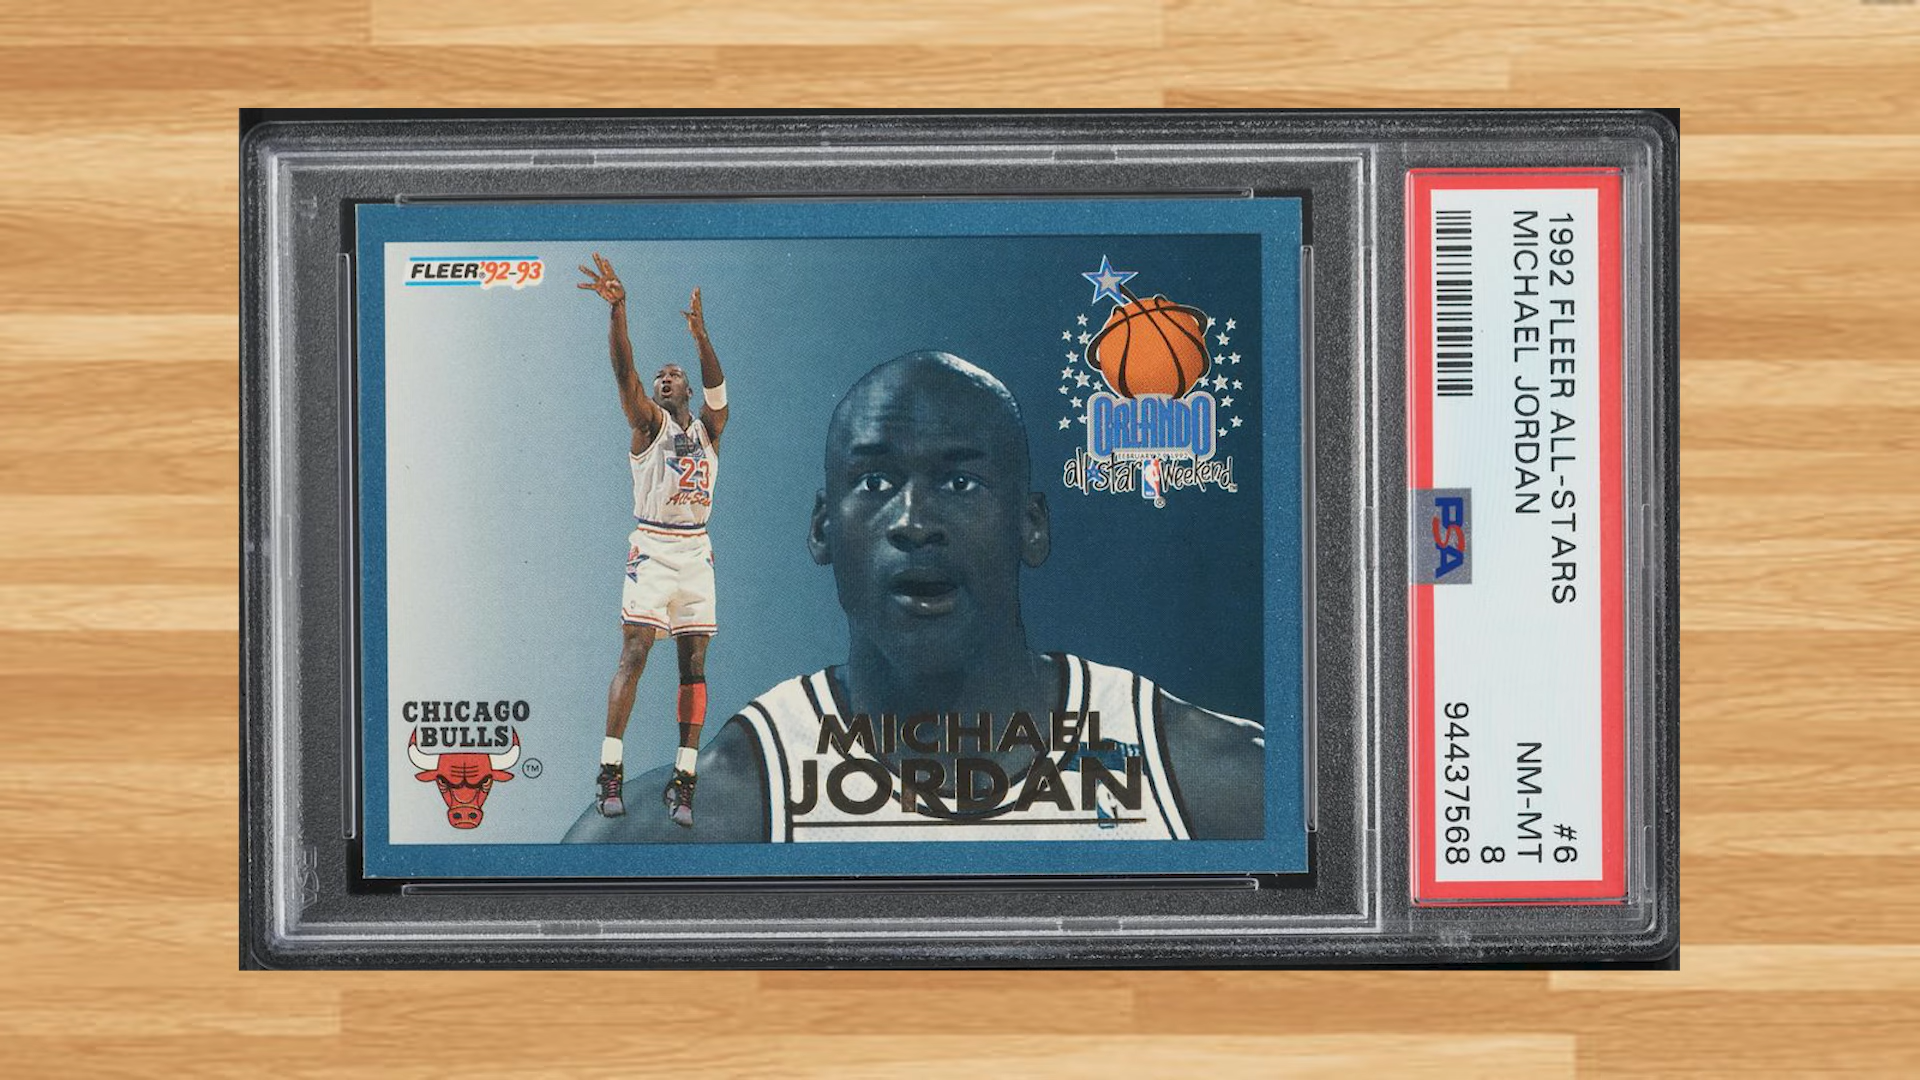 FLEER '92-93
23
All-Star
ORLANDO
all-star Weekend
CHICAGO
BULLS
TM
MICHAEL
JORDAN
1992 FLEER ALL-STARS #6
MICHAEL JORDAN NM-MT
8
PSA 94437568